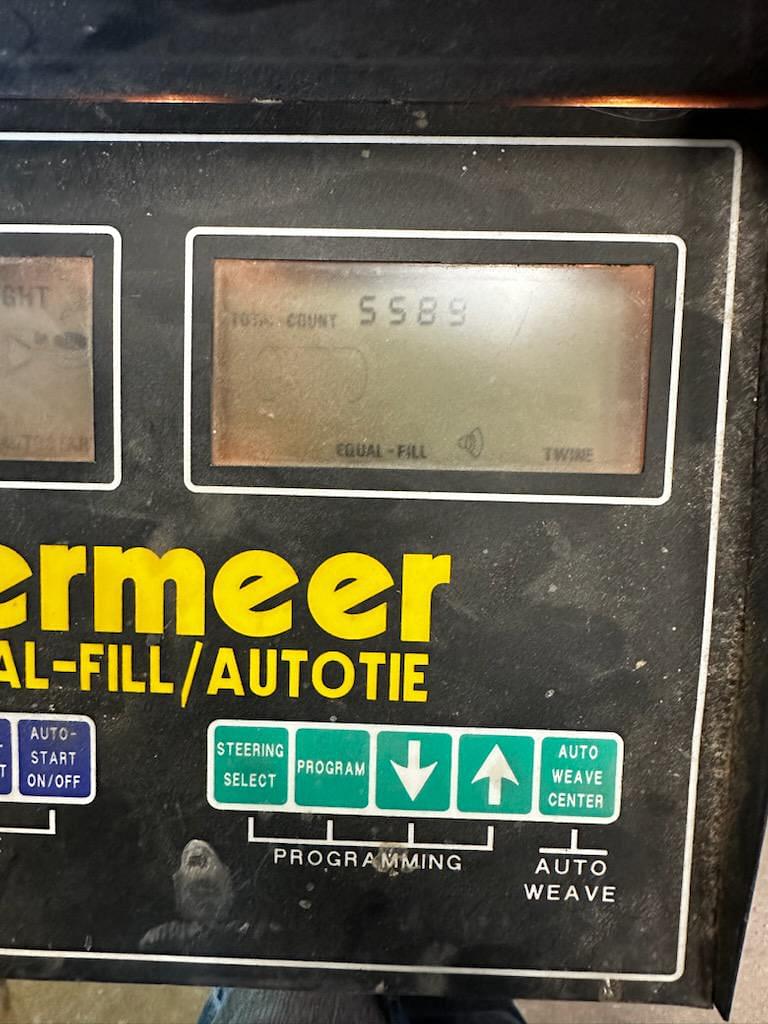 GHT
TOTAL COUNT 5589
EQUAL-FILL TWINE
ermeer
AL-FILL/AUTOTIE
AUTO-
START
ON/OFF
T
STEERING
SELECT
PROGRAM
AUTO
WEAVE
CENTER
PROGRAMMING
AUTO
WEAVE